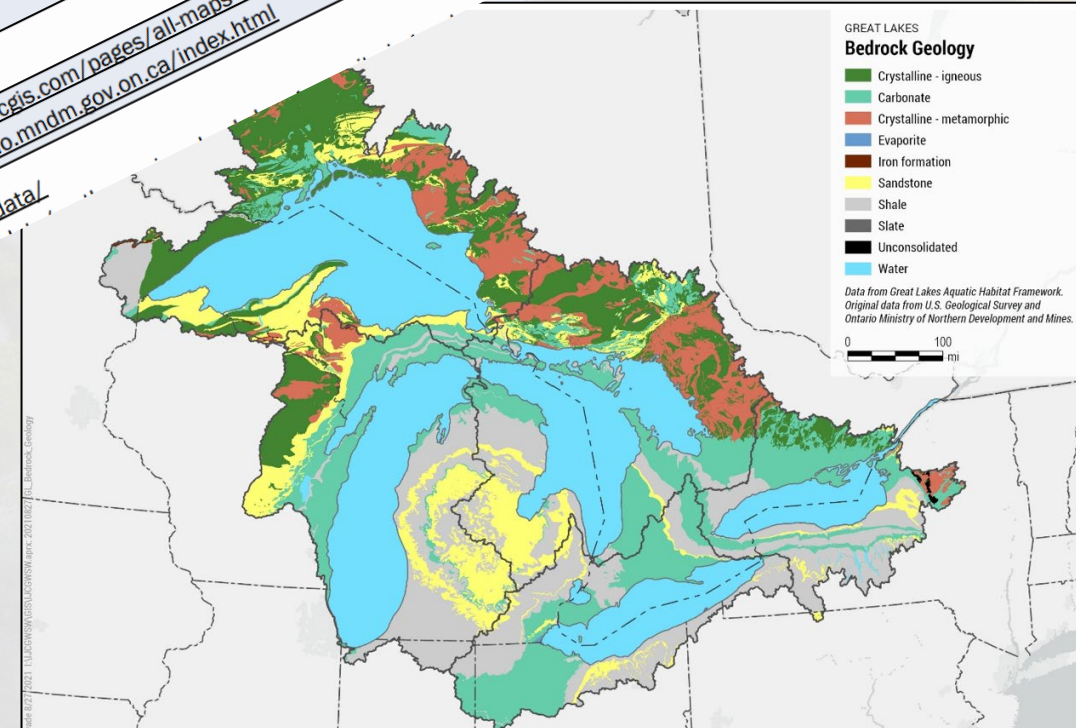 cgis.com/pages/all-maps
o.mndm.gov.on.ca/index.html
data/
GREAT LAKES
Bedrock Geology
Crystalline - igneous
Carbonate
Crystalline - metamorphic
Evaporite
Iron formation
Sandstone
Shale
Slate
Unconsolidated
Water
Data from Great Lakes Aquatic Habitat Framework.
Original data from U.S. Geological Survey and
Ontario Ministry of Northern Development and Mines.
0 100
mi